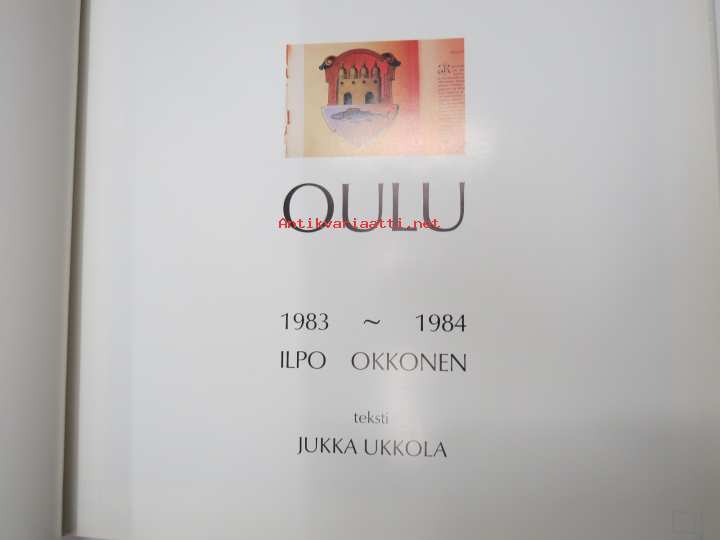 OULU
Antikvariaatti.net
1983 ~ 1984
ILPO OKKONEN
teksti
JUKKA UKKOLA